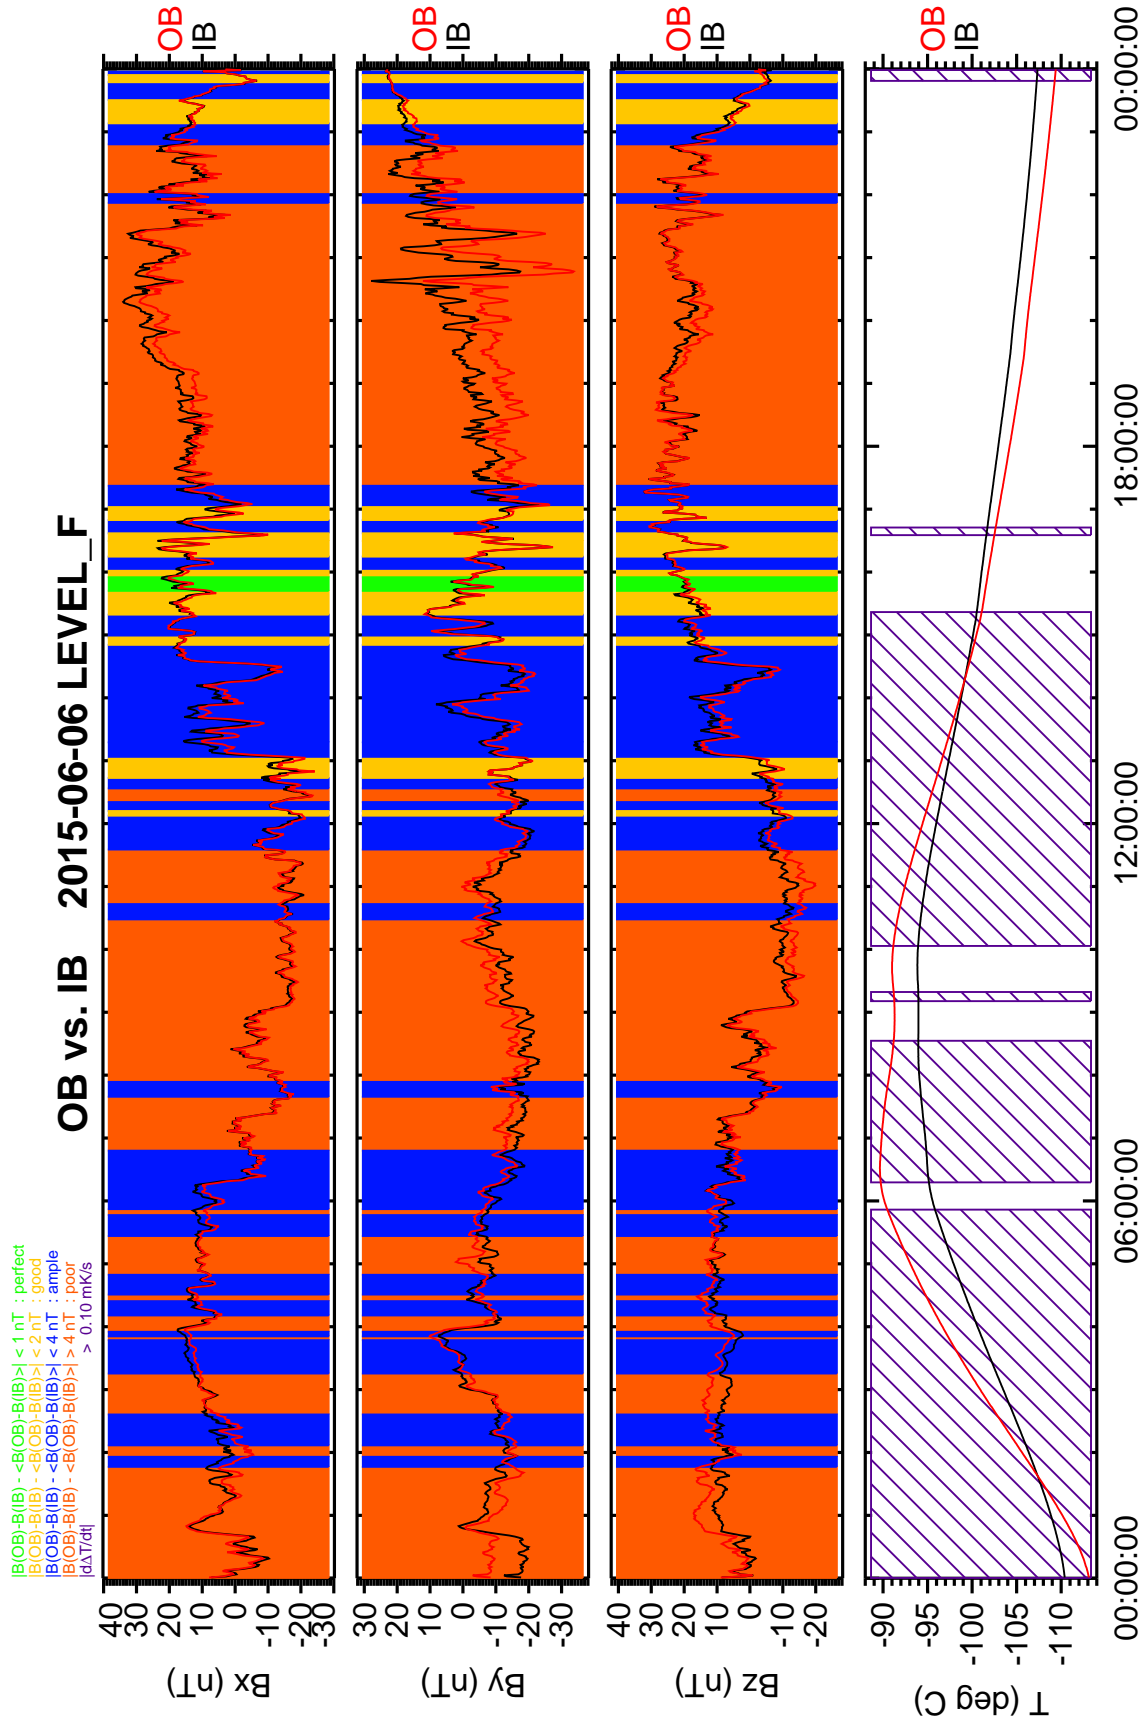 |B(OB)-B(IB) - <B(OB)-B(IB)>| < 1 nT : perfect
|B(OB)-B(IB) - <B(OB)-B(IB)>| < 2 nT : good
|B(OB)-B(IB) - <B(OB)-B(IB)>| < 4 nT : ample
|B(OB)-B(IB) - <B(OB)-B(IB)>| > 4 nT : poor
|dΔT/dt| > 0.10 mK/s
OB vs. IB 2015-06-06 LEVEL_F
Bx (nT)
40
30
20
10
0
-10
-20
-30
OB
IB
By (nT)
30
20
10
0
-10
-20
-30
OB
IB
Bz (nT)
40
30
20
10
0
-10
-20
OB
IB
T (deg C)
-90
-95
-100
-105
-110
OB
IB
00:00:00
06:00:00
12:00:00
18:00:00
00:00:00